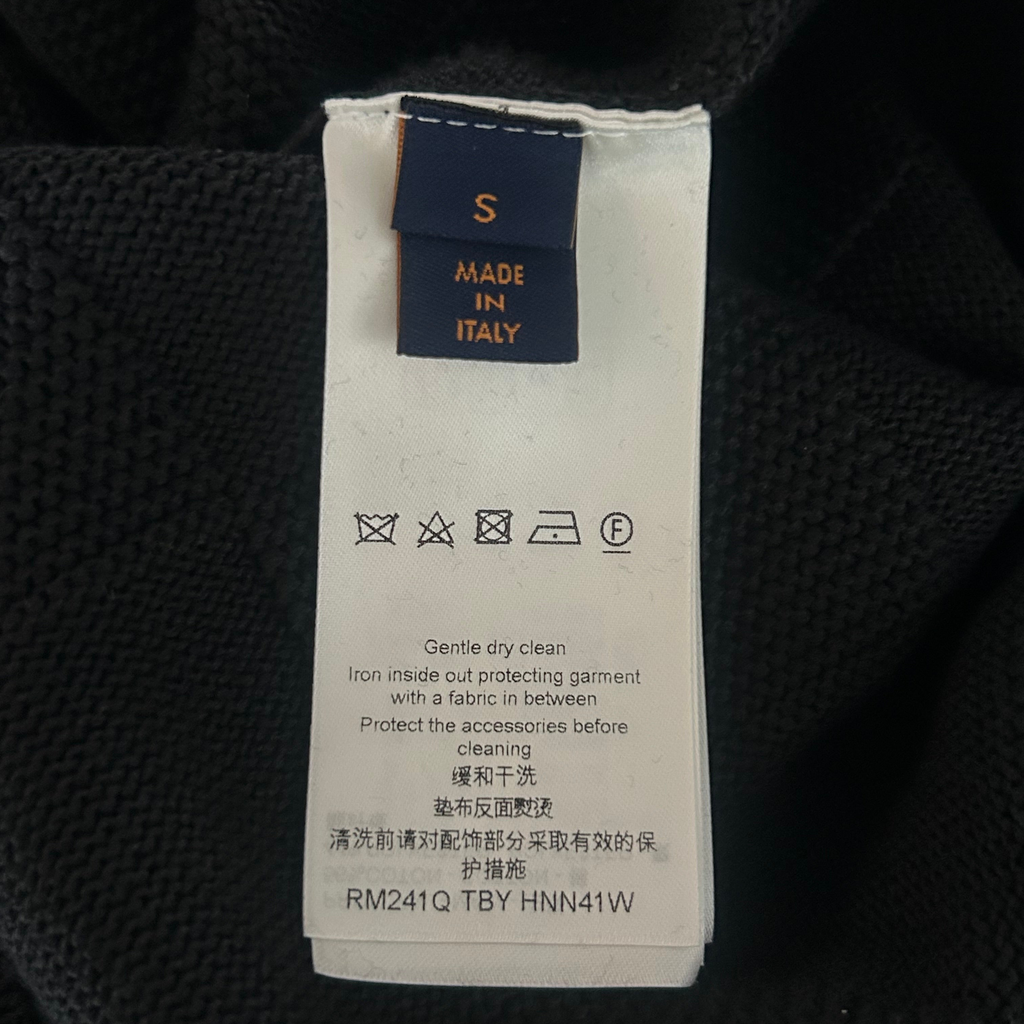 S
MADE
IN
ITALY
F
Gentle dry clean
Iron inside out protecting garment
with a fabric in between
Protect the accessories before
cleaning
缓和干洗
垫布反面熨烫
清洗前请对配饰部分采取有效的保
护措施
RM241Q TBY HNN41W